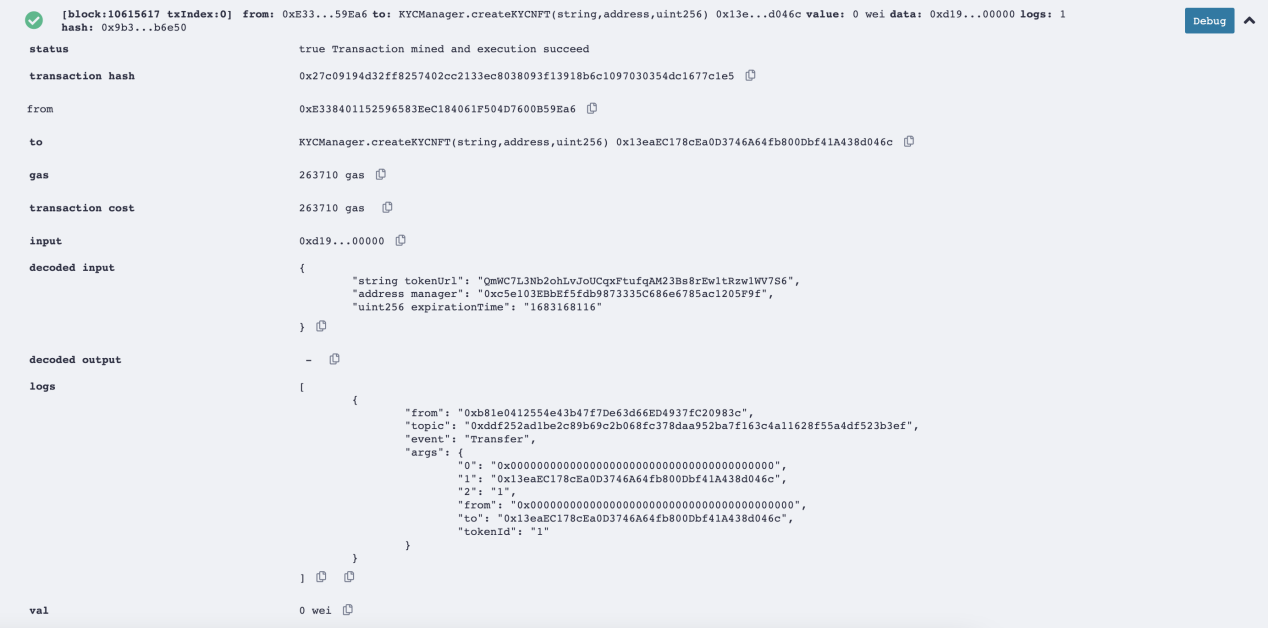 [block:10615617 txIndex:0] from: 0xE33...59EA6 to: KYCManager.createKYCNFT(string,address,uint256) 0x13e...d046c value: 0 wei data: 0xd19...00000 logs: 1
hash: 0x9b3...b6e50
Debug
status true Transaction mined and execution succeed
transaction hash 0x27c09194d32ff8257402cc2133ec8038093f13918b6c1097030354dc1677c1e5
from 0xE338401152596583EeC184061F504D7600B59Ea6
to KYCManager.createKYCNFT(string,address,uint256) 0x13eaEC178cEa0D3746A64fb800Dbf41A438d046c
gas 263710 gas
transaction cost 263710 gas
input 0xd19...00000
decoded input {
"string tokenUrl": "QmWC7L3Nb2ohLvJoUCqxFtufqAM23Bs8rEw1tRzw1WV7S6",
"address manager": "0xc5e103EBbEf5fdb9873335C686e6785ac1205F9f",
"uint256 expirationTime": "1683168116"
}
decoded output -
logs [
{
"from": "0xb81e0412554e43b47f7De63d66ED4937fC20983c",
"topic": "0xddf252ad1be2c89b69c2b068fc378daa952ba7f163c4a11628f55a4df523b3ef",
"event": "Transfer",
"args": {
"0": "0x0000000000000000000000000000000000000000",
"1": "0x13eaEC178cEa0D3746A64fb800Dbf41A438d046c",
"2": "1",
"from": "0x0000000000000000000000000000000000000000",
"to": "0x13eaEC178cEa0D3746A64fb800Dbf41A438d046c",
"tokenId": "1"
}
}
]
val 0 wei